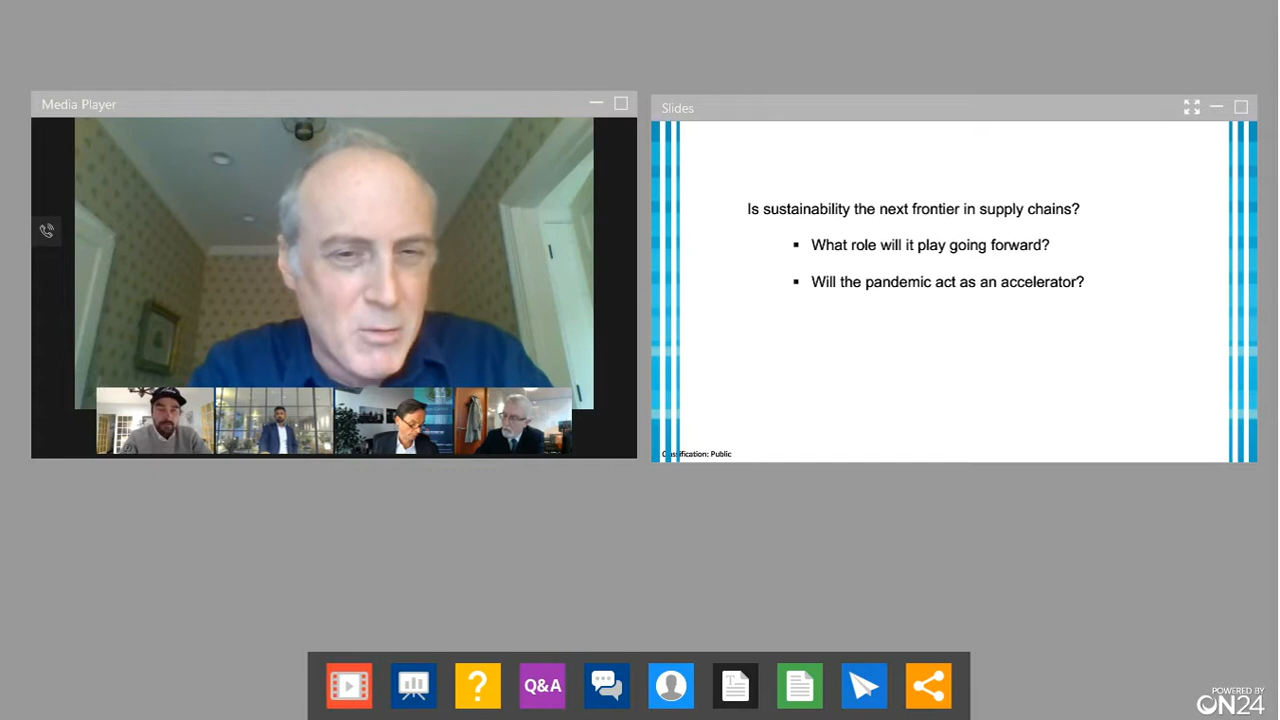 Media Player
Slides
Is sustainability the next frontier in supply chains?
▪ What role will it play going forward?
▪ Will the pandemic act as an accelerator?
Classification: Public
?
Q&A
T
POWERED BY
ON24